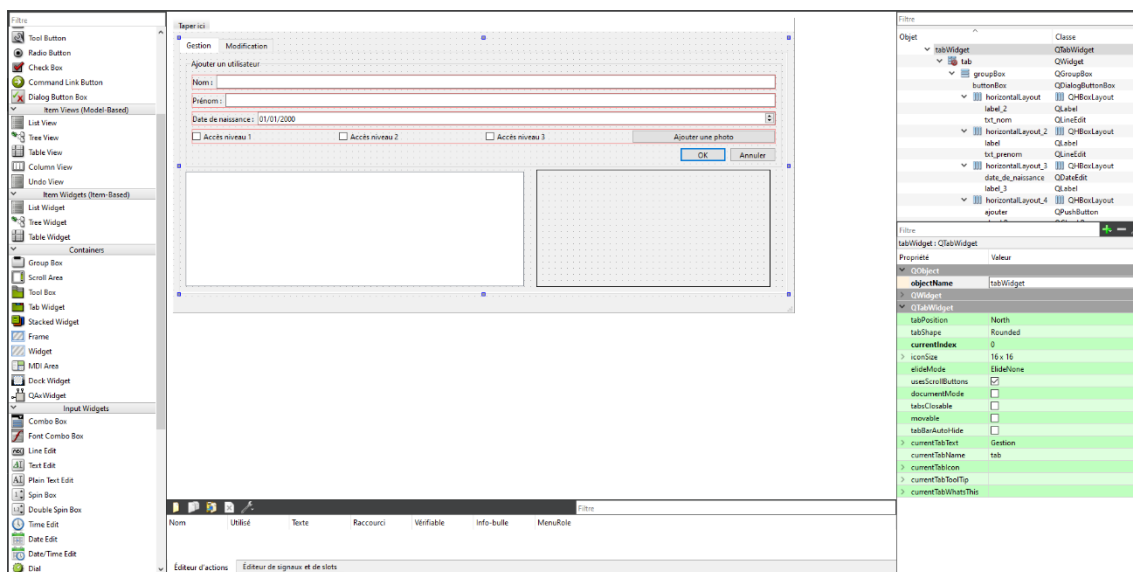 Filtre
Tool Button
Radio Button
Check Box
Command Link Button
Dialog Button Box
Item Views (Model-Based)
List View
Tree View
Table View
Column View
Undo View
Item Widgets (Item-Based)
List Widget
Tree Widget
Table Widget
Containers
Group Box
Scroll Area
Tool Box
Tab Widget
Stacked Widget
Frame
Widget
MDI Area
Dock Widget
QAxWidget
Input Widgets
Combo Box
Font Combo Box
Line Edit
Text Edit
Plain Text Edit
Spin Box
Double Spin Box
Time Edit
Date Edit
Date/Time Edit
Dial
Taper ici
Gestion Modification
Ajouter un utilisateur
Nom :
Prénom :
Date de naissance : 01/01/2000
Accès niveau 1 Accès niveau 2 Accès niveau 3 Ajouter une photo
OK Annuler
Filtre
Nom Utilisé Texte Raccourci Vérifiable Info-bulle MenuRole
Éditeur d'actions Éditeur de signaux et de slots
Filtre
Objet Classe
tabWidget QTabWidget
tab QWidget
groupBox QGroupBox
buttonBox QDialogButtonBox
horizontalLayout QHBoxLayout
label_2 QLabel
txt_nom QLineEdit
horizontalLayout_2 QHBoxLayout
label QLabel
txt_prenom QLineEdit
horizontalLayout_3 QHBoxLayout
date_de_naissance QDateEdit
label_3 QLabel
horizontalLayout_4 QHBoxLayout
ajouter QPushButton
Filtre
tabWidget : QTabWidget
Propriété Valeur
QObject
objectName tabWidget
QWidget
QTabWidget
tabPosition North
tabShape Rounded
currentIndex 0
iconSize 16 x 16
elideMode ElideNone
usesScrollButtons
documentMode
tabsClosable
movable
tabBarAutoHide
currentTabText Gestion
currentTabName tab
currentTabIcon
currentTabToolTip
currentTabWhatsThis